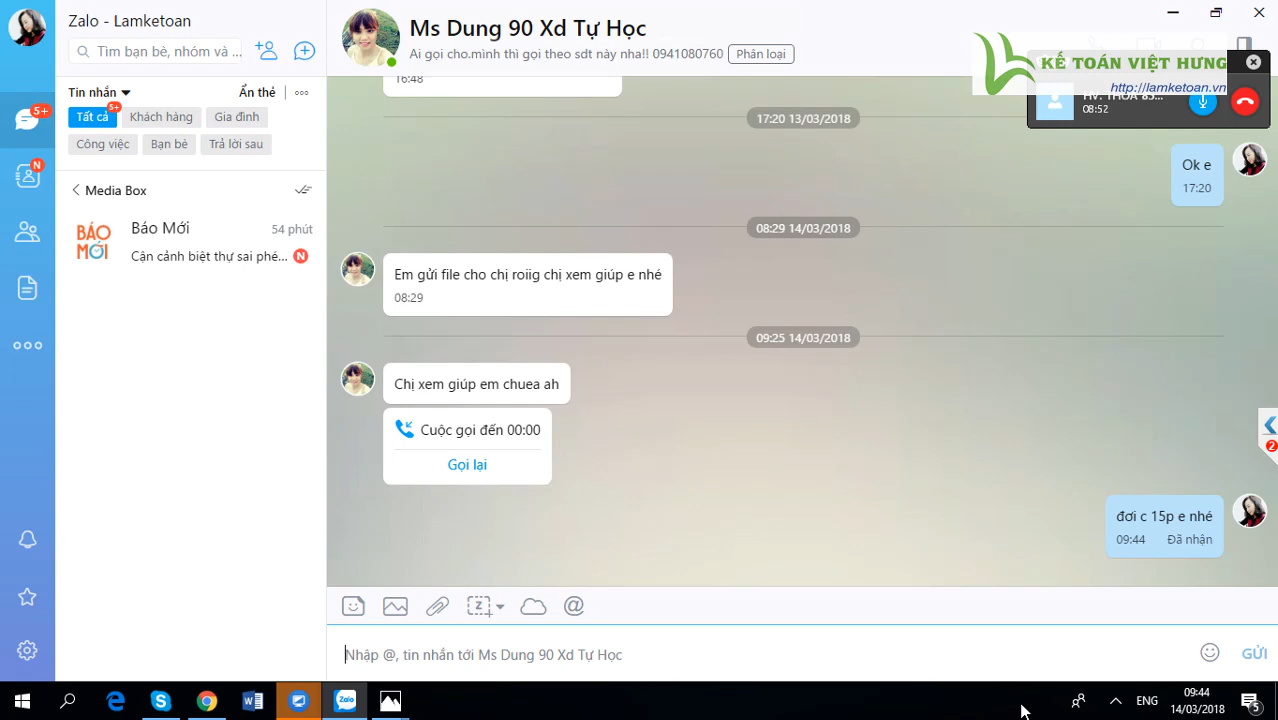 Zalo - Lamketoan
Tìm bạn bè, nhóm và ...
Tin nhắn
Ẩn thẻ
Tất cả
5+
Khách hàng
Gia đình
Công việc
Bạn bè
Trả lời sau
Media Box
BÁO MỚI
Báo Mới
54 phút
Cận cảnh biệt thự sai phé...
N
5+
N
Ms Dung 90 Xd Tự Học
Ai gọi cho.mình thì gọi theo sdt này nha!! 0941080760
Phân loại
KẾ TOÁN VIỆT HƯNG
http://lamketoan.vn
08:52
16:48
17:20 13/03/2018
Ok e
17:20
08:29 14/03/2018
Em gửi file cho chị roiig chị xem giúp e nhé
08:29
09:25 14/03/2018
Chị xem giúp em chuea ah
Cuộc gọi đến 00:00
Gọi lại
2
đơi c 15p e nhé
09:44 Đã nhận
Nhập @, tin nhắn tới Ms Dung 90 Xd Tự Học
GỬI
Zalo
ENG
09:44
14/03/2018
5